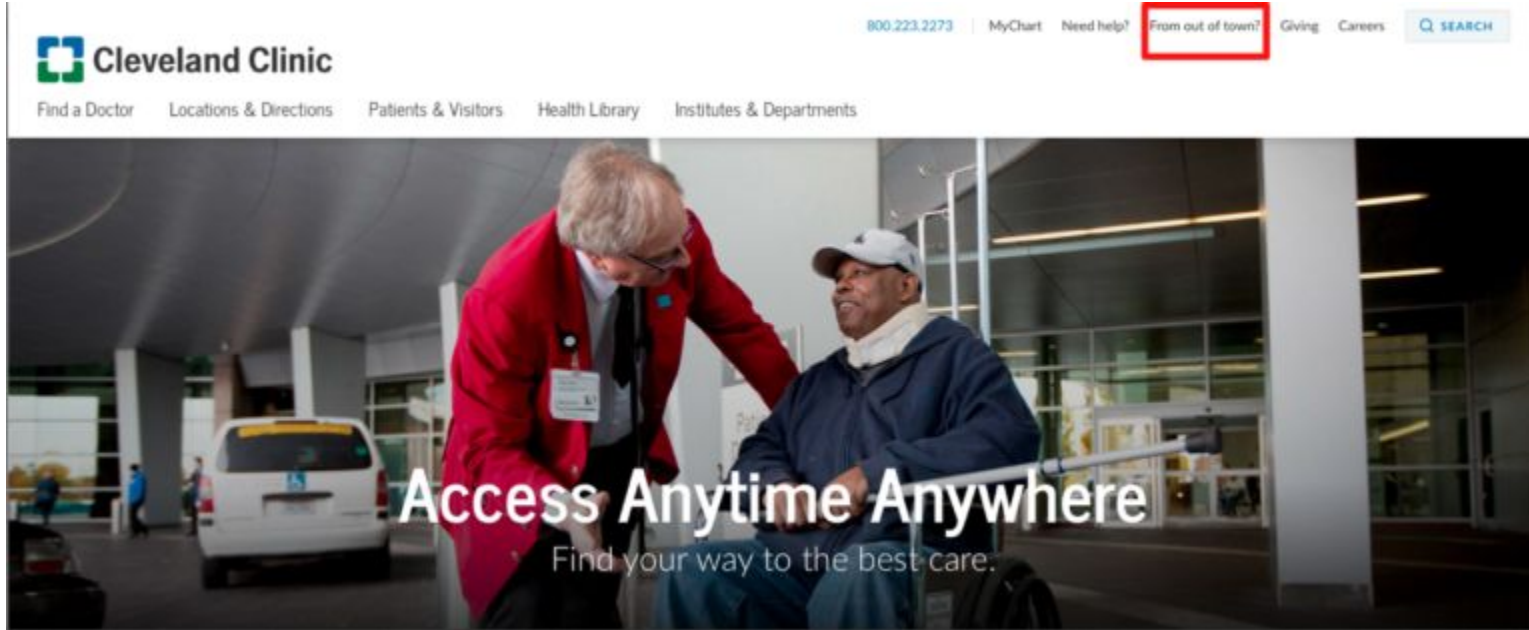 800.223.2273 MyChart Need help? From out of town? Giving Careers SEARCH
Cleveland Clinic
Find a Doctor Locations & Directions Patients & Visitors Health Library Institutes & Departments
Access Anytime Anywhere
Find your way to the best care.